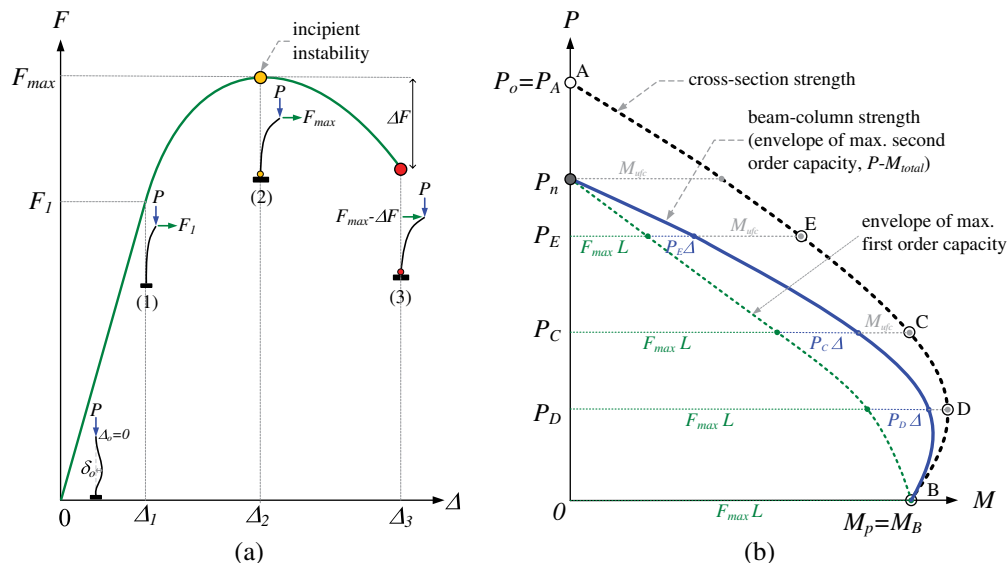 F
incipient
instability
F_max
ΔF
P
F_max
(2)
P
F_1
P
F_1
F_max-ΔF
(1)
(3)
P
Δ_o=0
δ_o
0
Δ_1
Δ_2
Δ_3
Δ
(a)
P
A
P_o=P_A
cross-section strength
beam-column strength
(envelope of max. second
order capacity, P-M_total)
M_ufc
P_n
envelope of max.
first order capacity
E
M_ufc
P_E
F_max L
P_E Δ
C
M_ufc
P_C
F_max L
P_C Δ
P_D
D
F_max L
P_D Δ
B
M
0
F_max L
M_p=M_B
(b)